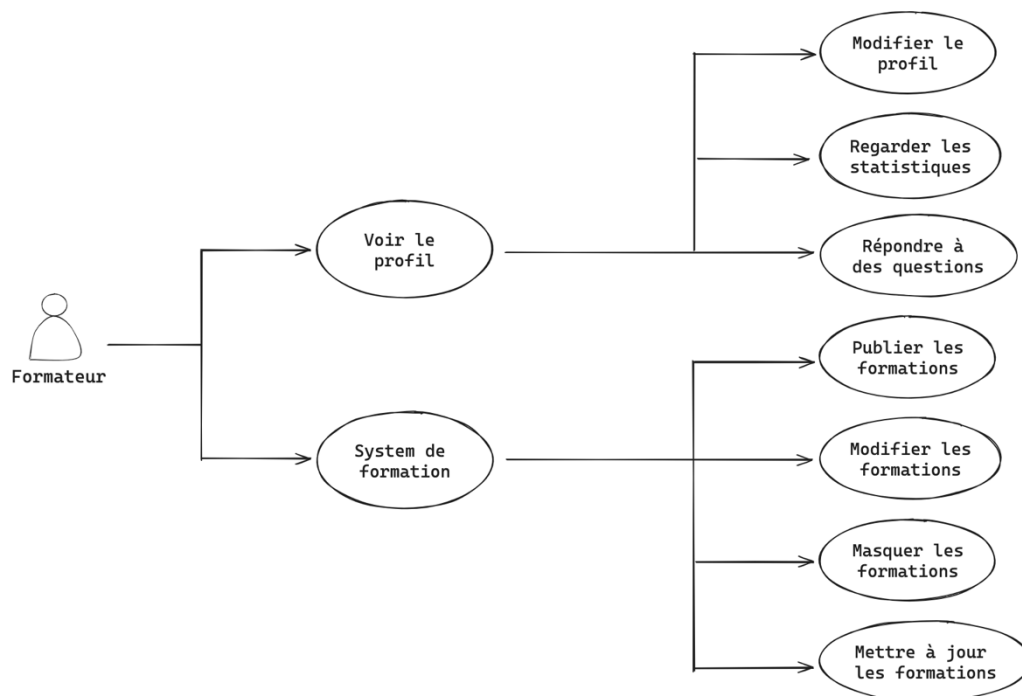 Modifier le
profil
Regarder les
statistiques
Voir le
profil
Répondre à
des questions
Formateur
Publier les
formations
System de
formation
Modifier les
formations
Masquer les
formations
Mettre à jour
les formations